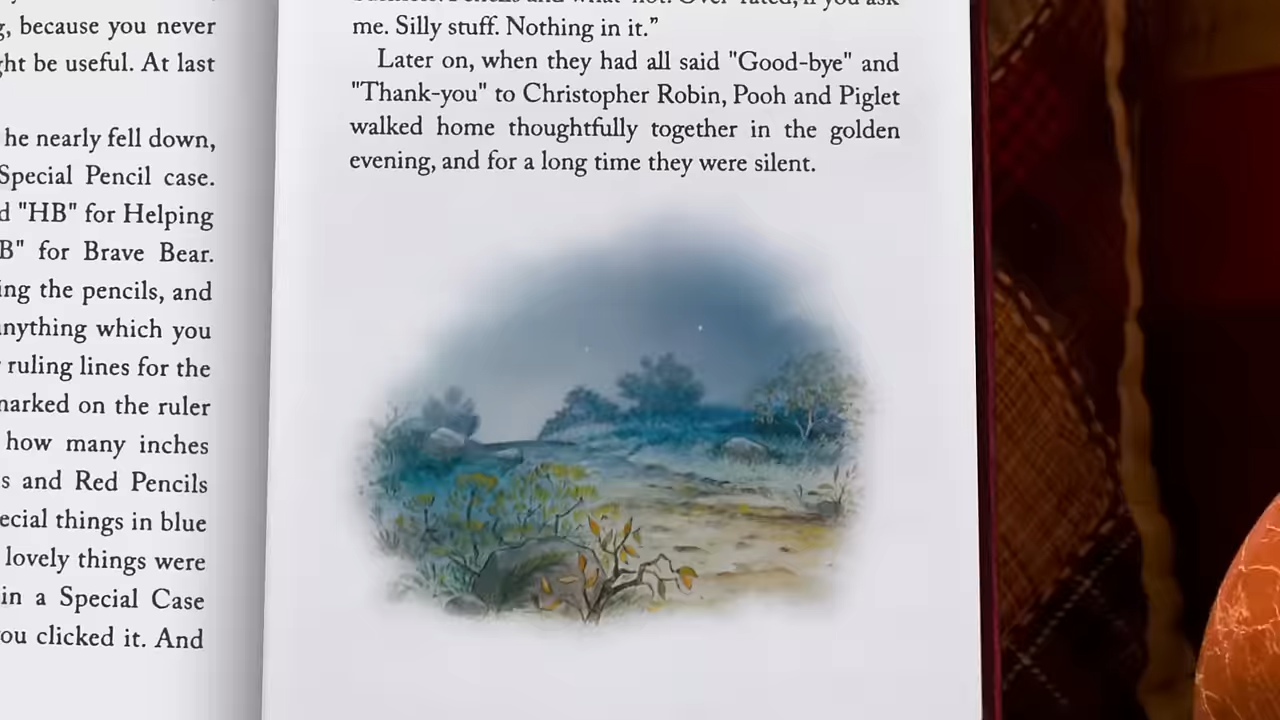 g, because you never
ght be useful. At last
he nearly fell down,
Special Pencil case.
d "HB" for Helping
B" for Brave Bear.
ing the pencils, and
anything which you
ruling lines for the
marked on the ruler
how many inches
s and Red Pencils
ecial things in blue
lovely things were
in a Special Case
ou clicked it. And
me. Silly stuff. Nothing in it.”
Later on, when they had all said "Good-bye" and
"Thank-you" to Christopher Robin, Pooh and Piglet
walked home thoughtfully together in the golden
evening, and for a long time they were silent.